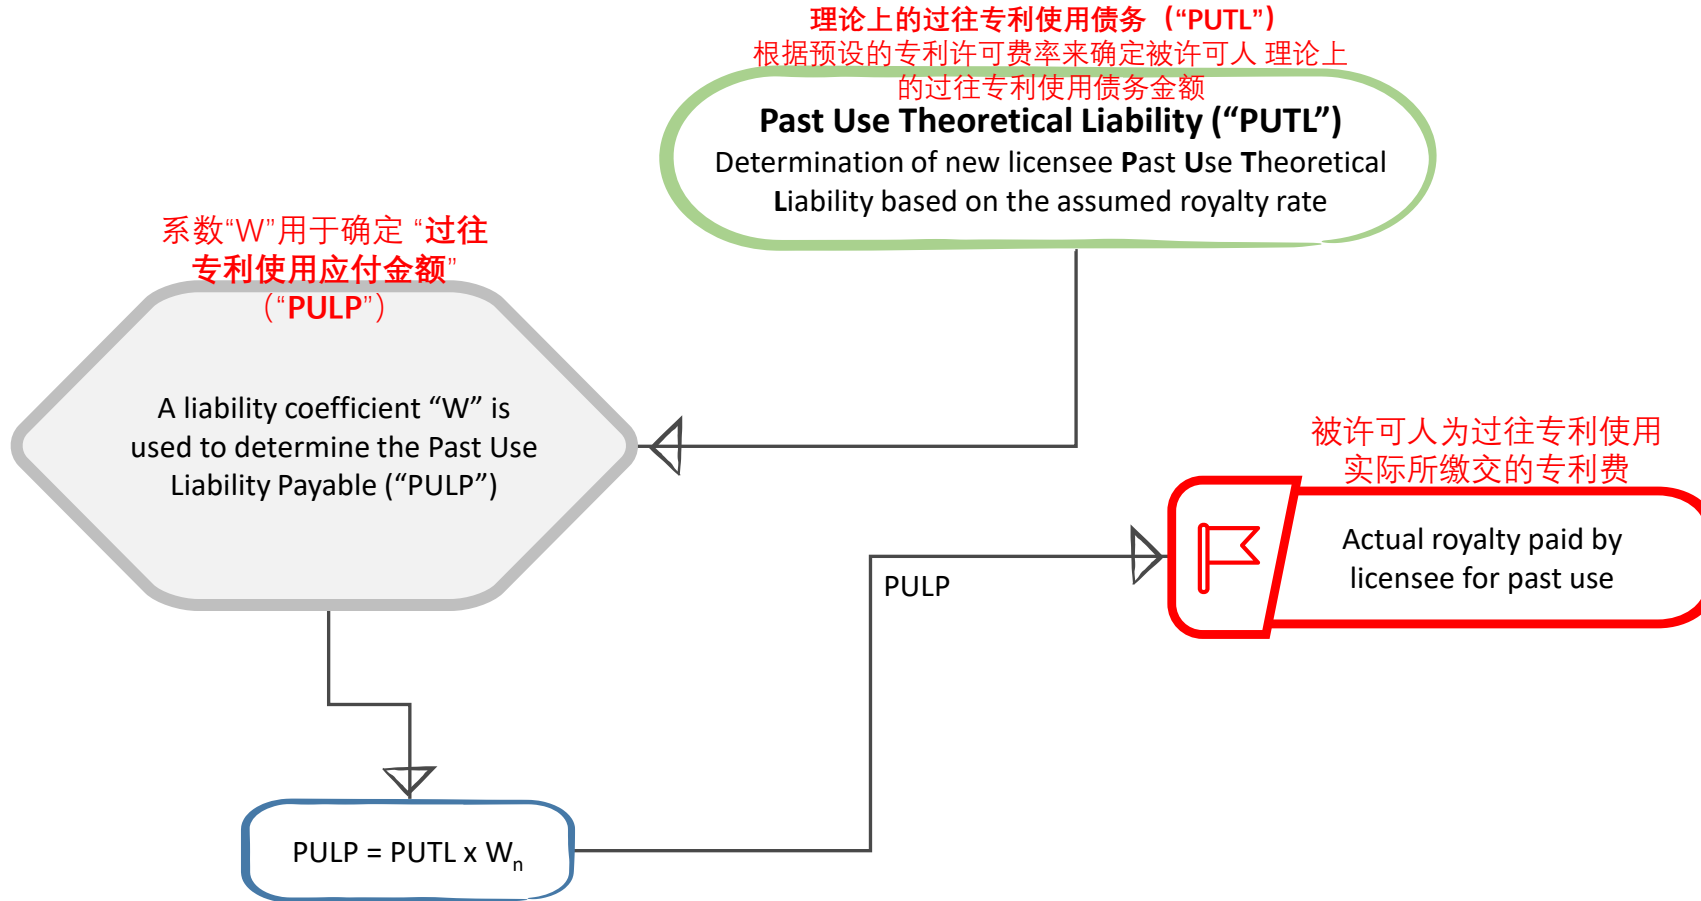 理论上的过往专利使用债务（“PUTL”）
根据预设的专利许可费率来确定被许可人 理论上
的过往专利使用债务金额
Past Use Theoretical Liability (“PUTL”)
Determination of new licensee Past Use Theoretical
Liability based on the assumed royalty rate
系数“W”用于确定 “过往
专利使用应付金额”
（“PULP”）
A liability coefficient “W” is
used to determine the Past Use
Liability Payable (“PULP”)
被许可人为过往专利使用
实际所缴交的专利费
Actual royalty paid by
licensee for past use
PULP
PULP = PUTL x Wn